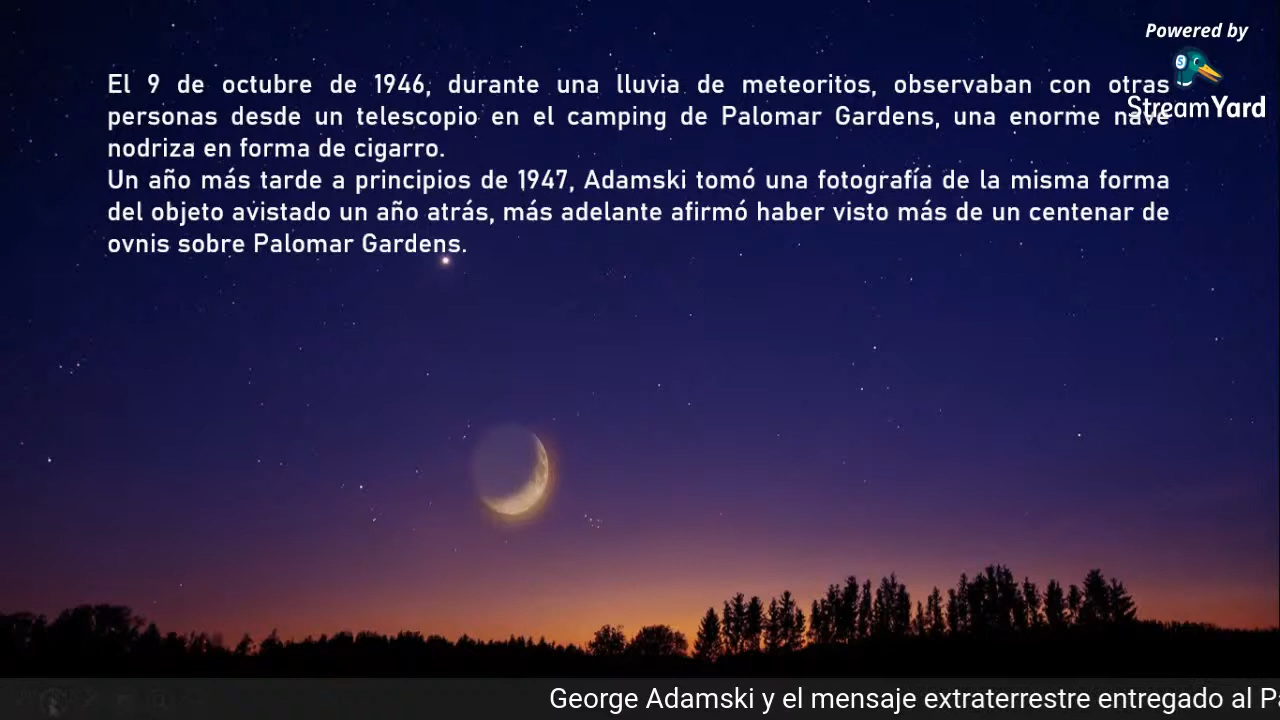 Powered by
StreamYard
El 9 de octubre de 1946, durante una lluvia de meteoritos, observaban con otras
personas desde un telescopio en el camping de Palomar Gardens, una enorme nave
nodriza en forma de cigarro.
Un año más tarde a principios de 1947, Adamski tomó una fotografía de la misma forma
del objeto avistado un año atrás, más adelante afirmó haber visto más de un centenar de
ovnis sobre Palomar Gardens.
George Adamski y el mensaje extraterrestre entregado al